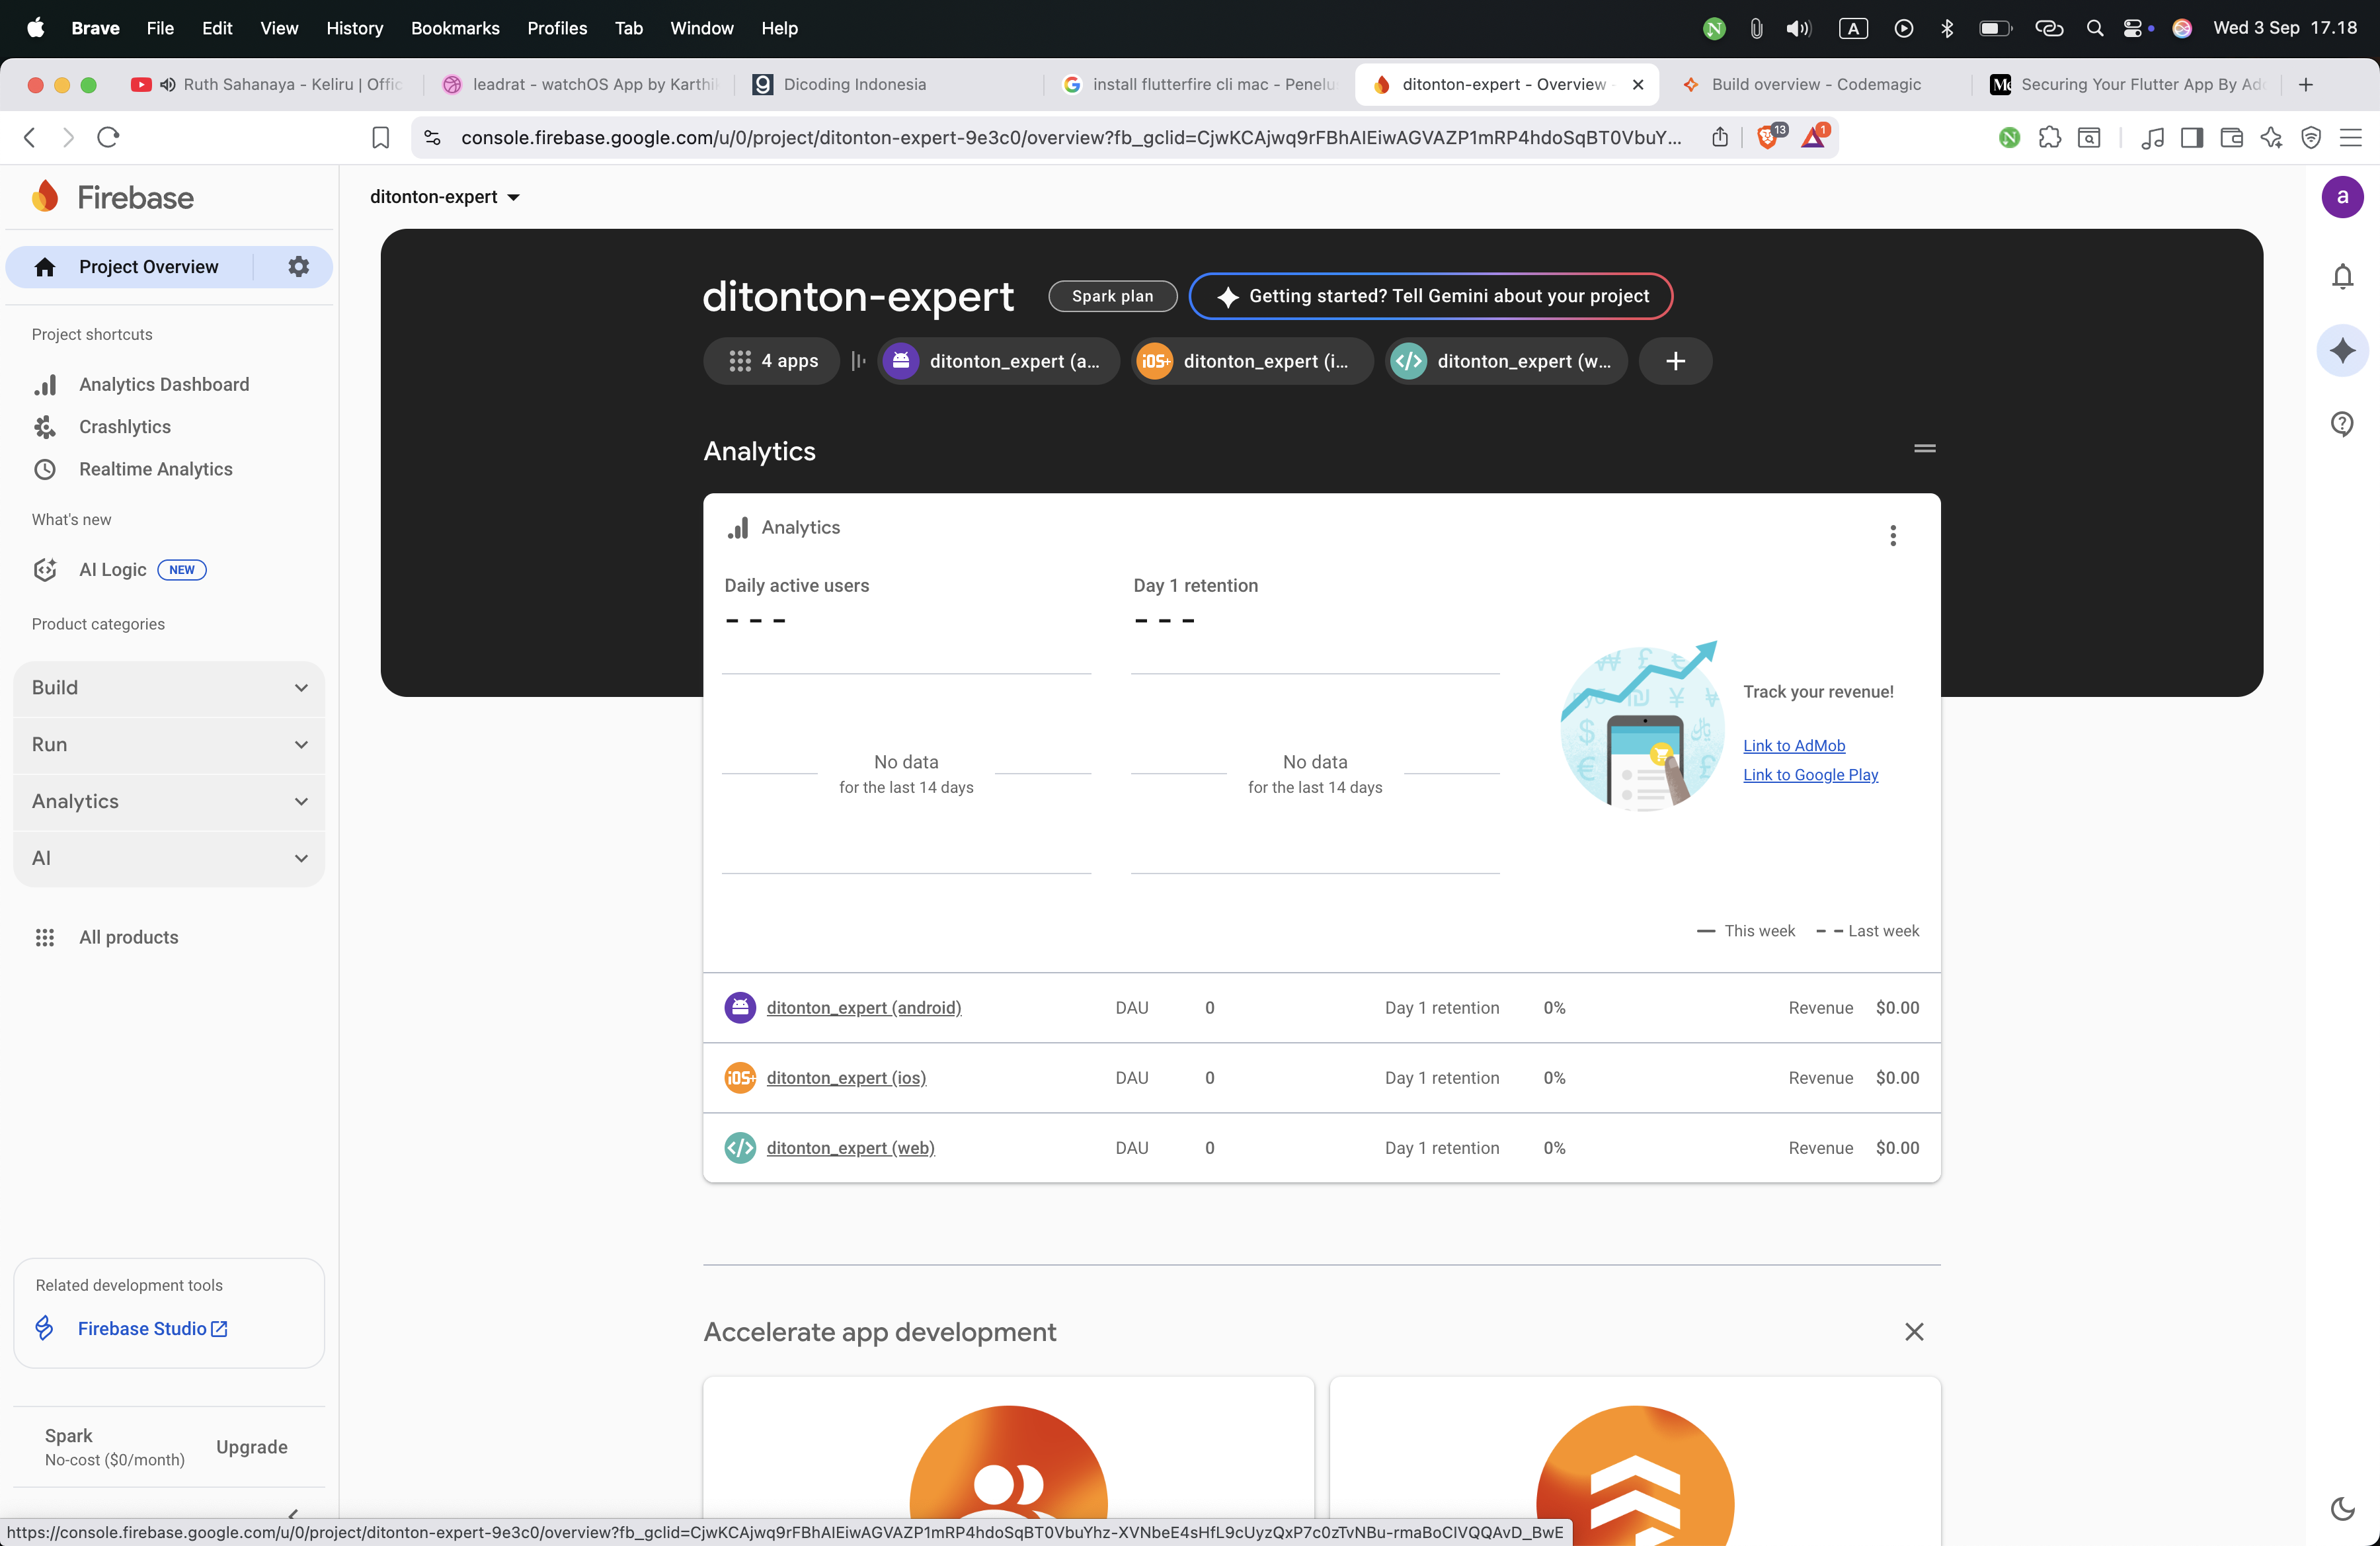 Brave File Edit View History Bookmarks Profiles Tab Window Help
A
Wed 3 Sep 17.18
Ruth Sahanaya - Keliru | Offic
leadrat - watchOS App by Karthik
Dicoding Indonesia
install flutterfire cli mac - Penelus
ditonton-expert - Overview -
Build overview - Codemagic
Securing Your Flutter App By Add
console.firebase.google.com/u/0/project/ditonton-expert-9e3c0/overview?fb_gclid=CjwKCAjwq9rFBhAIEiwAGVAZP1mRP4hdoSqBT0VbuY...
13
1
Firebase
ditonton-expert
a
Project Overview
Project shortcuts
Analytics Dashboard
Crashlytics
Realtime Analytics
What's new
AI Logic NEW
Product categories
Build
Run
Analytics
AI
All products
Related development tools
Firebase Studio
Spark
No-cost ($0/month)
Upgrade
ditonton-expert
Spark plan
Getting started? Tell Gemini about your project
4 apps
ditonton_expert (a...
iOS+ ditonton_expert (i...
ditonton_expert (w...
Analytics
Analytics
Daily active users
- - -
No data
for the last 14 days
Day 1 retention
- - -
No data
for the last 14 days
Track your revenue!
Link to AdMob
Link to Google Play
This week Last week
ditonton_expert (android) DAU 0 Day 1 retention 0% Revenue $0.00
iOS+ ditonton_expert (ios) DAU 0 Day 1 retention 0% Revenue $0.00
ditonton_expert (web) DAU 0 Day 1 retention 0% Revenue $0.00
Accelerate app development
https://console.firebase.google.com/u/0/project/ditonton-expert-9e3c0/overview?fb_gclid=CjwKCAjwq9rFBhAIEiwAGVAZP1mRP4hdoSqBT0VbuYhz-XVNbeE4sHfL9cUyzQxP7c0zTvNBu-rmaBoCIVQQAvD_BwE